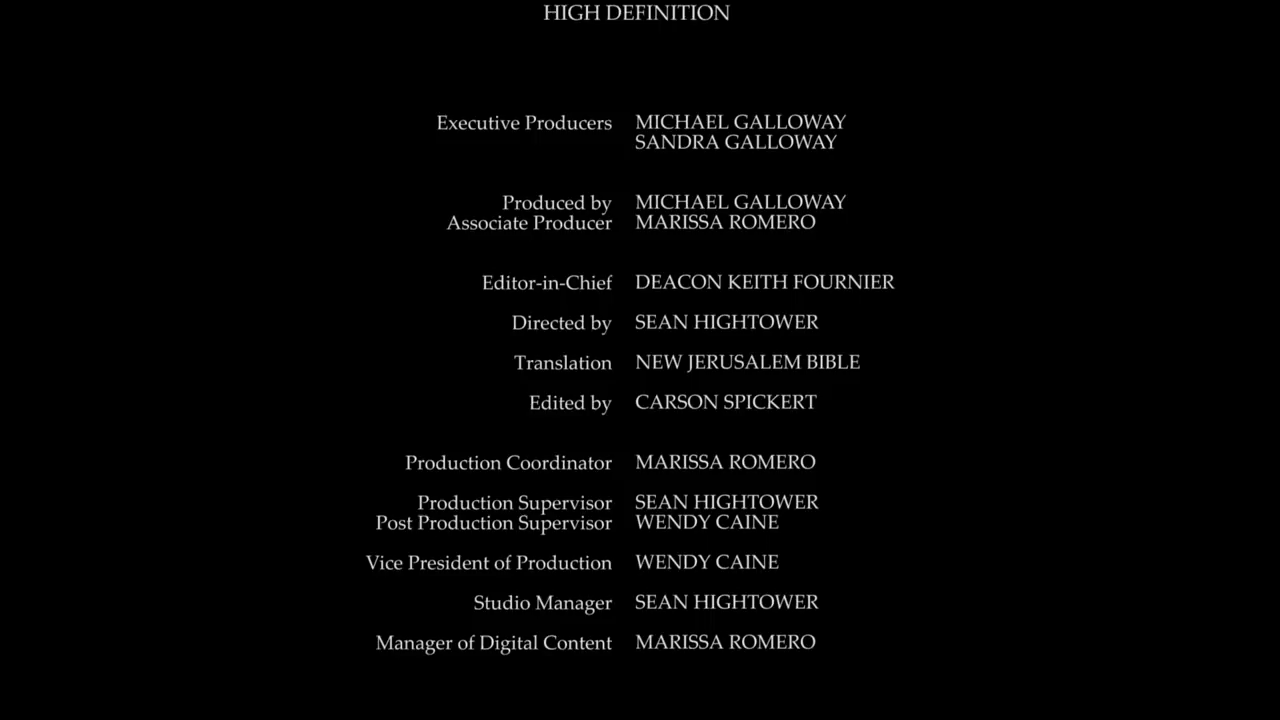 HIGH DEFINITION
Executive Producers MICHAEL GALLOWAY
SANDRA GALLOWAY
Produced by MICHAEL GALLOWAY
Associate Producer MARISSA ROMERO
Editor-in-Chief DEACON KEITH FOURNIER
Directed by SEAN HIGHTOWER
Translation NEW JERUSALEM BIBLE
Edited by CARSON SPICKERT
Production Coordinator MARISSA ROMERO
Production Supervisor SEAN HIGHTOWER
Post Production Supervisor WENDY CAINE
Vice President of Production WENDY CAINE
Studio Manager SEAN HIGHTOWER
Manager of Digital Content MARISSA ROMERO